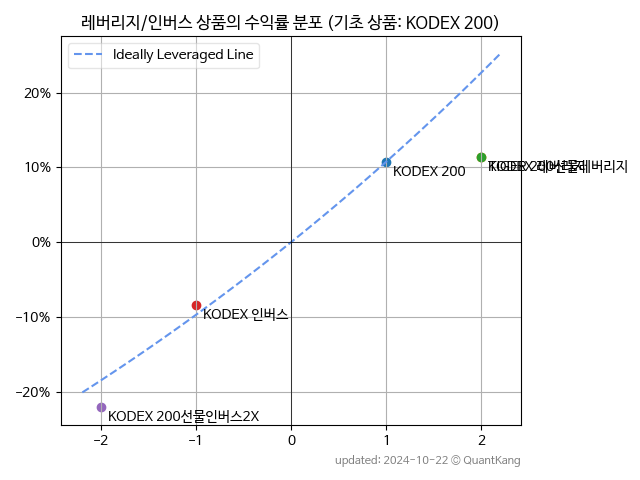 레버리지/인버스 상품의 수익률 분포 (기초 상품: KODEX 200)
Ideally Leveraged Line
20%
10%
0%
-10%
-20%
KODEX 200
KODEX 인버스
KODEX 200선물인버스2X
-2
-1
0
1
2
updated: 2024-10-22 © QuantKang